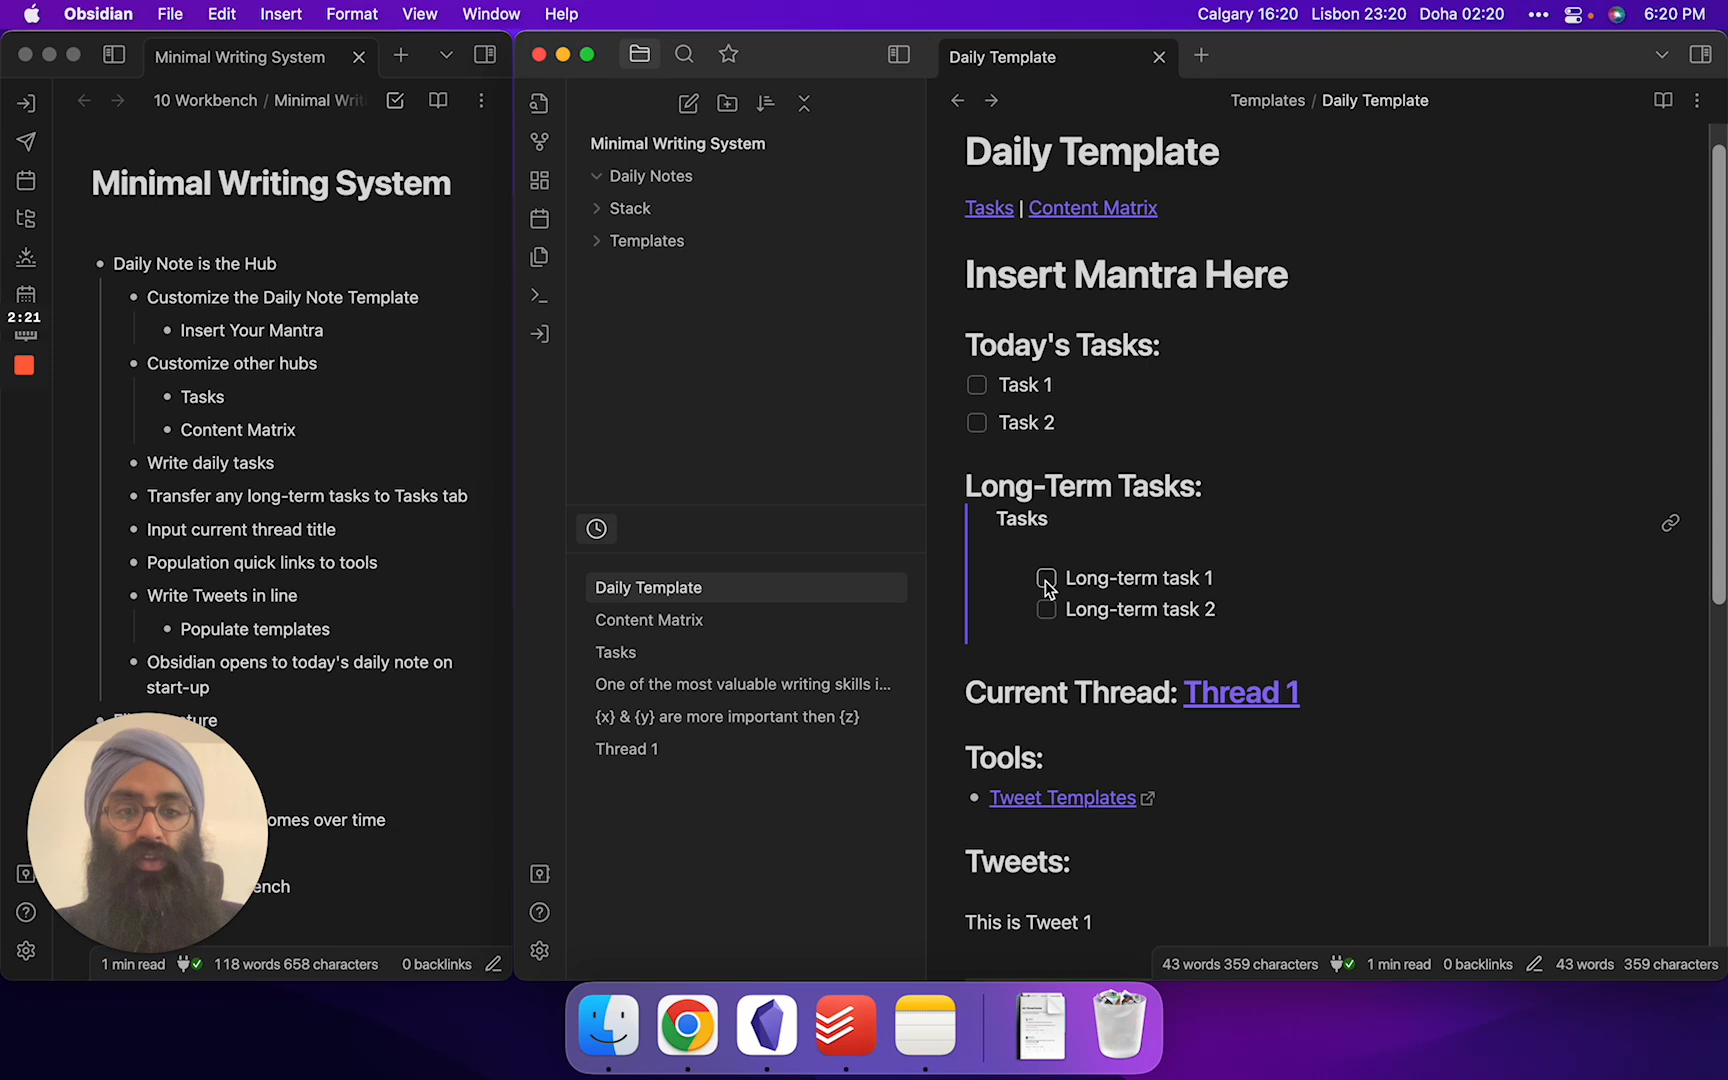 Obsidian File Edit Insert Format View Window Help
Calgary 16:20 Lisbon 23:20 Doha 02:20 6:20 PM
Minimal Writing System
10 Workbench / Minimal Writ
Minimal Writing System
Daily Note is the Hub
Customize the Daily Note Template
Insert Your Mantra
Customize other hubs
Tasks
Content Matrix
Write daily tasks
Transfer any long-term tasks to Tasks tab
Input current thread title
Population quick links to tools
Write Tweets in line
Populate templates
Obsidian opens to today's daily note on
start-up
ture
omes over time
ench
2:21
1 min read 118 words 658 characters 0 backlinks
Minimal Writing System
Daily Notes
Stack
Templates
Daily Template
Content Matrix
Tasks
One of the most valuable writing skills i...
{x} & {y} are more important then {z}
Thread 1
Daily Template
Templates / Daily Template
Daily Template
Tasks | Content Matrix
Insert Mantra Here
Today's Tasks:
Task 1
Task 2
Long-Term Tasks:
Tasks
Long-term task 1
Long-term task 2
Current Thread: Thread 1
Tools:
Tweet Templates
Tweets:
This is Tweet 1
43 words 359 characters 1 min read 0 backlinks 43 words 359 characters